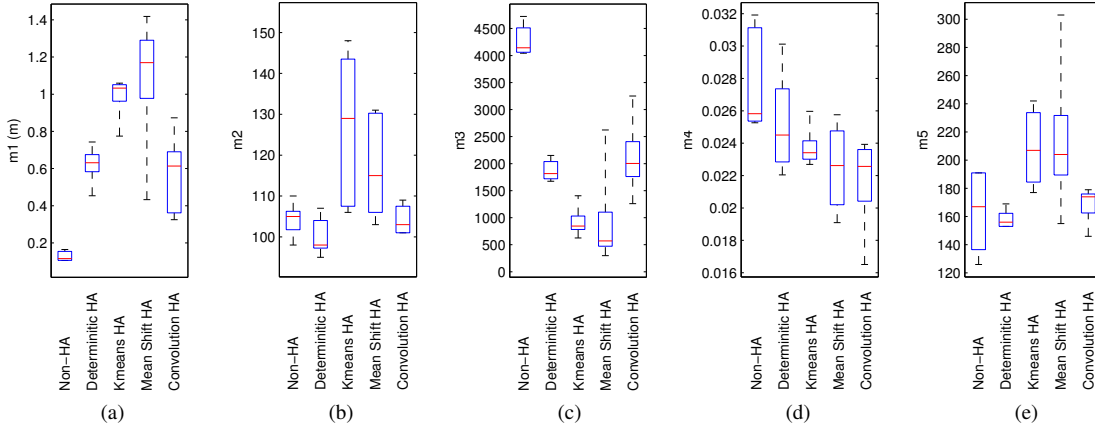 m1 (m)
1.4
1.2
1
0.8
0.6
0.4
0.2
Non−HA
Determinitic HA
Kmeans HA
Mean Shift HA
Convolution HA
(a)
m2
150
140
130
120
110
100
Non−HA
Determinitic HA
Kmeans HA
Mean Shift HA
Convolution HA
(b)
m3
4500
4000
3500
3000
2500
2000
1500
1000
500
0
Non−HA
Determinitic HA
Kmeans HA
Mean Shift HA
Convolution HA
(c)
m4
0.032
0.03
0.028
0.026
0.024
0.022
0.02
0.018
0.016
Non−HA
Determinitic HA
Kmeans HA
Mean Shift HA
Convolution HA
(d)
m5
300
280
260
240
220
200
180
160
140
120
Non−HA
Determinitic HA
Kmeans HA
Mean Shift HA
Convolution HA
(e)